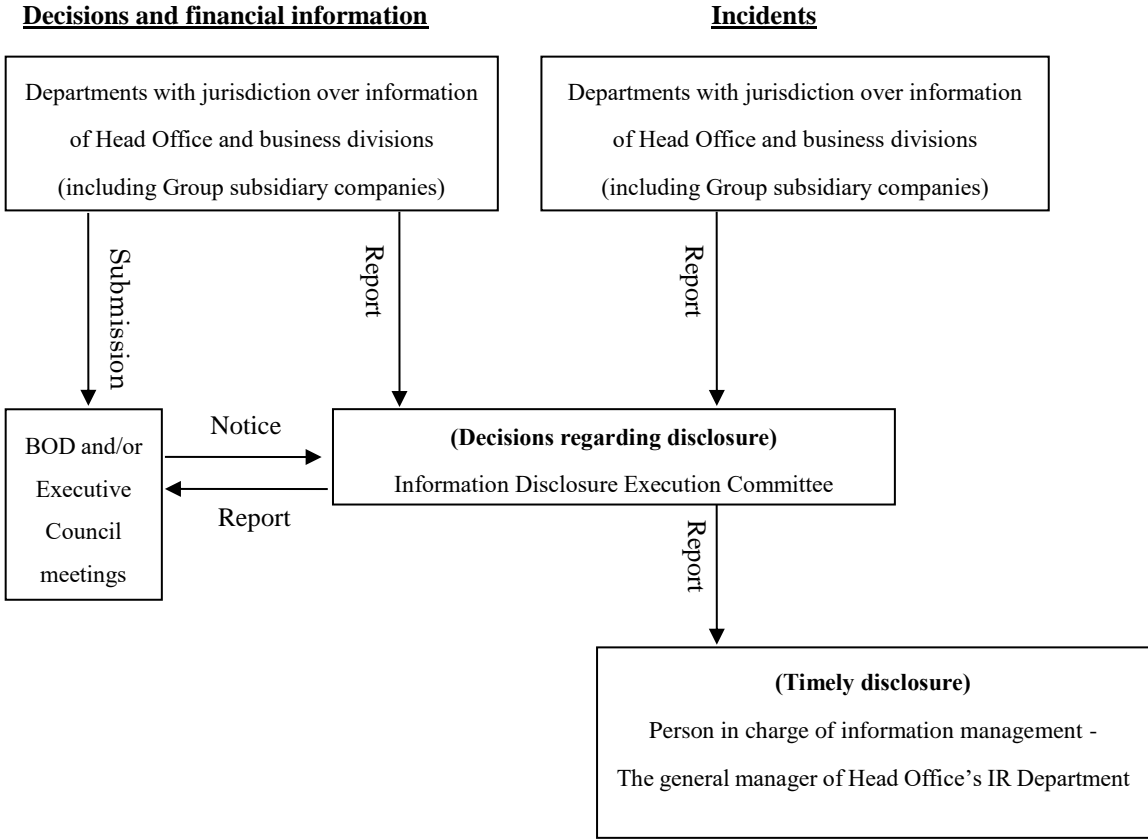 Decisions and financial information
Incidents
Departments with jurisdiction over information
of Head Office and business divisions
(including Group subsidiary companies)
Departments with jurisdiction over information
of Head Office and business divisions
(including Group subsidiary companies)
Submission
Report
Report
BOD and/or
Executive
Council
meetings
Notice
Report
(Decisions regarding disclosure)
Information Disclosure Execution Committee
Report
(Timely disclosure)
Person in charge of information management -
The general manager of Head Office’s IR Department